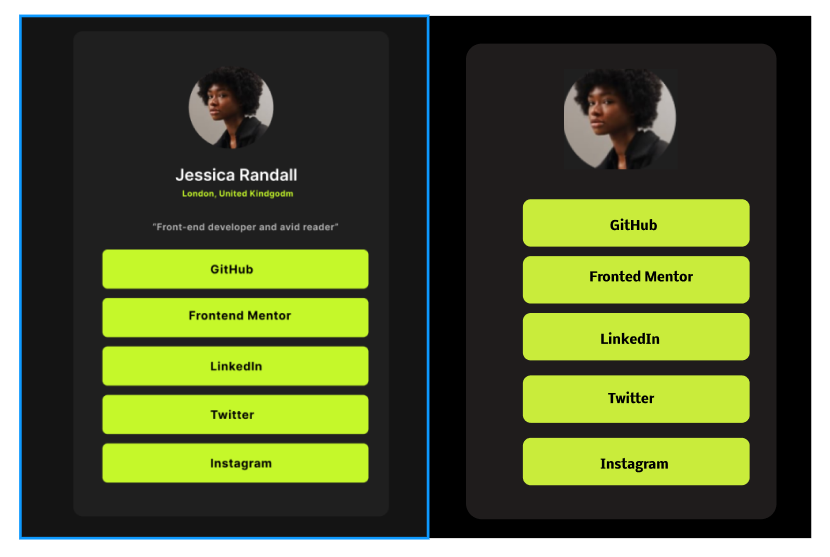 Jessica Randall
London, United Kindgodm
“Front-end developer and avid reader”
GitHub
Frontend Mentor
LinkedIn
Twitter
Instagram
GitHub
Fronted Mentor
LinkedIn
Twitter
Instagram